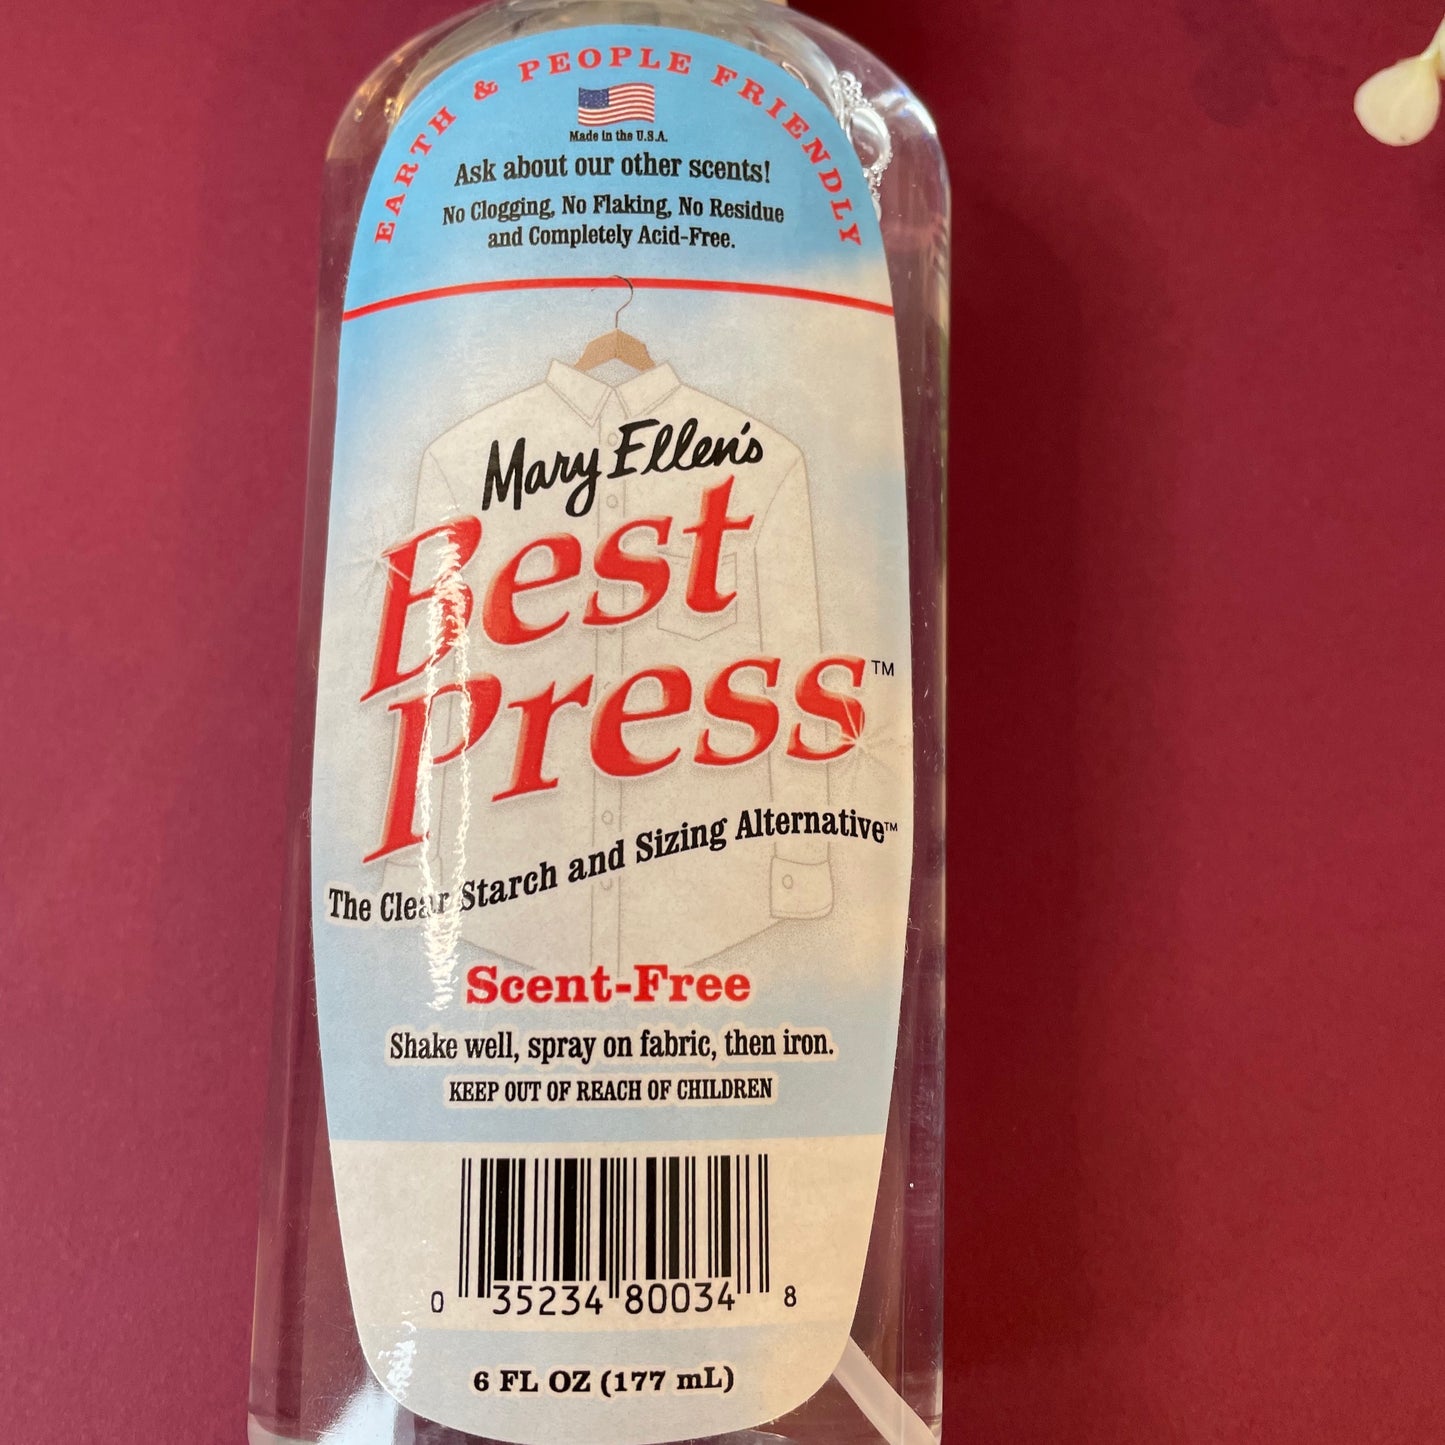 EARTH & PEOPLE FRIENDLY
Made in the U.S.A.
Ask about our other scents!
No Clogging, No Flaking, No Residue
and Completely Acid-Free.
Mary Ellen's
Best
Press™
The Clear Starch and Sizing Alternative™
Scent-Free
Shake well, spray on fabric, then iron.
KEEP OUT OF REACH OF CHILDREN
0 35234 80034 8
6 FL OZ (177 mL)